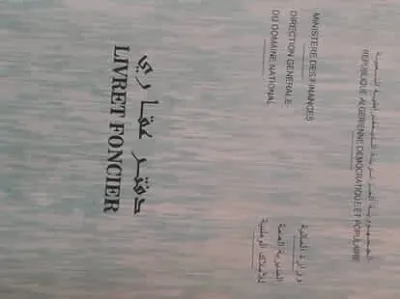 الجمهورية الجزائرية الديمقراطية الشعبية
REPUBLIQUE ALGERIENNE DEMOCRATIQUE ET POPULAIRE
MINISTERE DES FINANCES
DIRECTION GENERALE
DU DOMAINE NATIONAL
وزارة المالية
المديرية العامة
للأملاك الوطنية
دفتر عقاري
LIVRET FONCIER